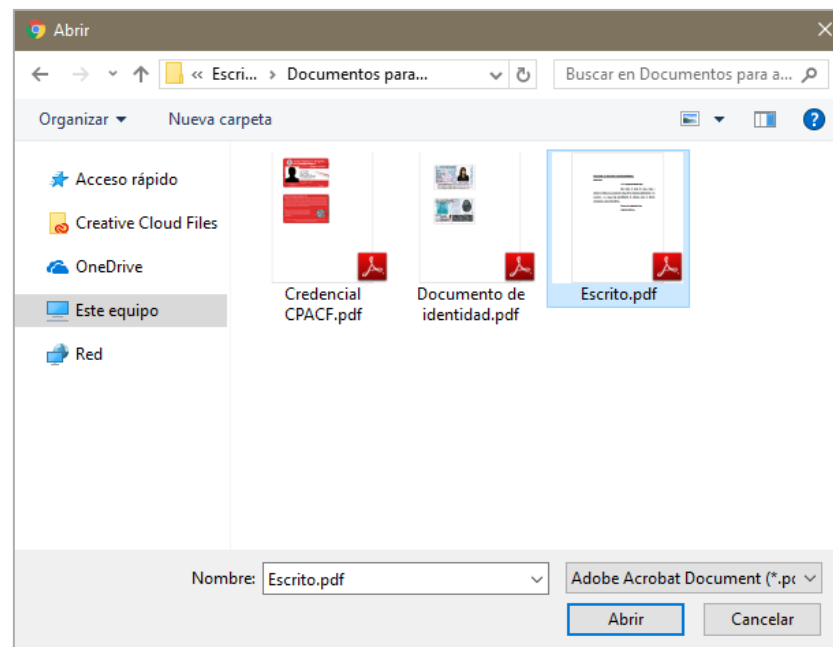 Abrir
« Escri... > Documentos para...
Buscar en Documentos para a...
Organizar
Nueva carpeta
?
Acceso rápido
Creative Cloud Files
OneDrive
Este equipo
Red
Credencial
CPACF.pdf
Documento de
identidad.pdf
Escrito.pdf
Nombre: Escrito.pdf
Adobe Acrobat Document (*.pc
Abrir
Cancelar